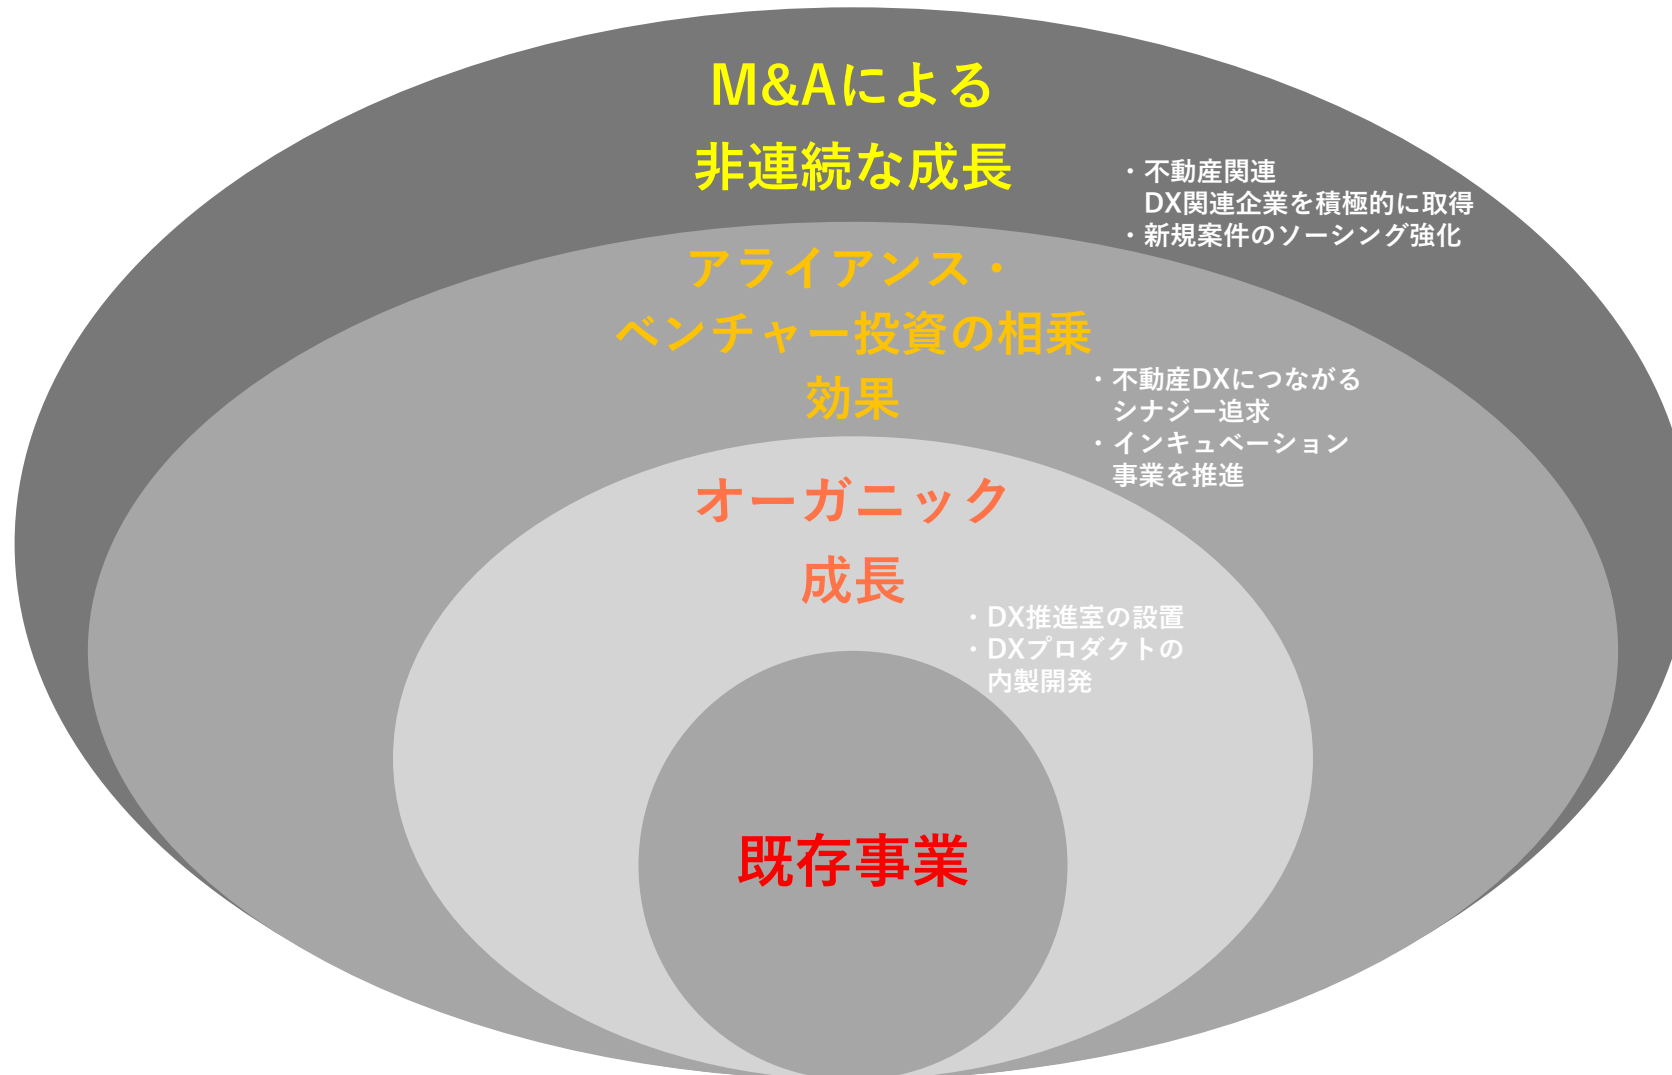 M&Aによる
非連続な成長
・不動産関連
DX関連企業を積極的に取得
・新規案件のソーシング強化
アライアンス・
ベンチャー投資の相乗
効果
・不動産DXにつながる
シナジー追求
・インキュベーション
事業を推進
オーガニック
成長
・DX推進室の設置
・DXプロダクトの
内製開発
既存事業